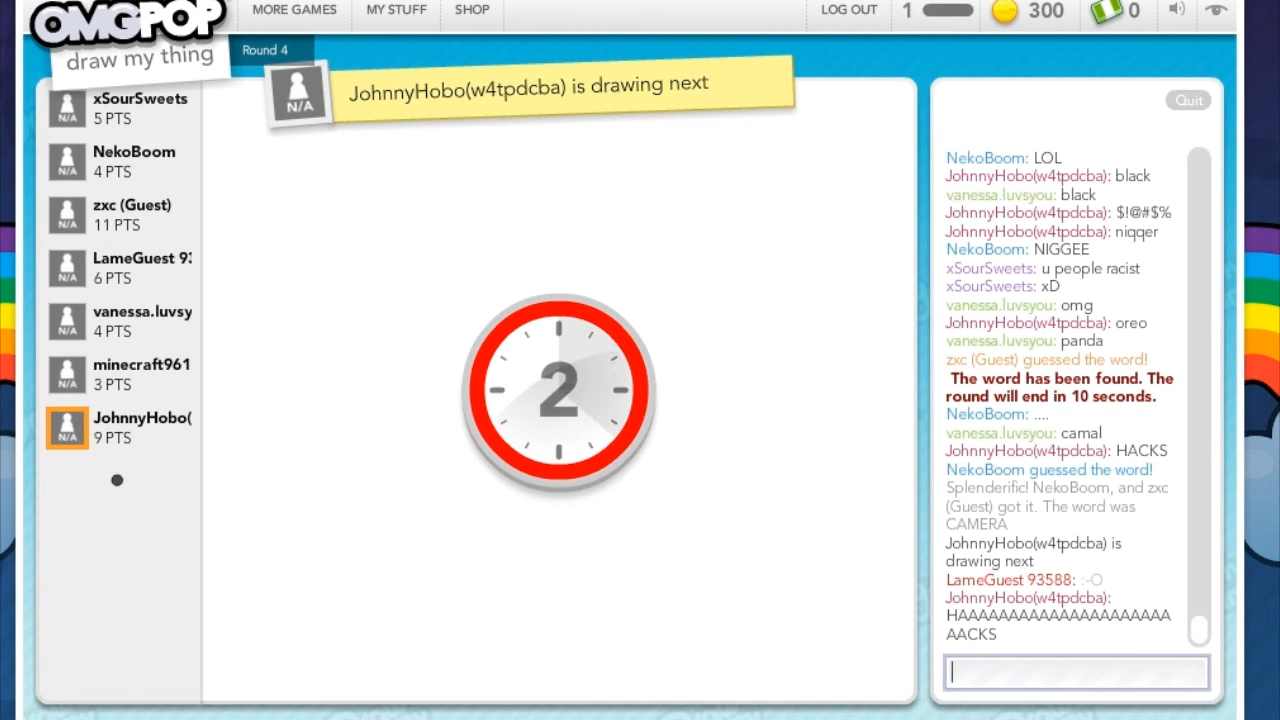 OMGPOP
MORE GAMES MY STUFF SHOP LOG OUT 1 300 0
draw my thing
Round 4
N/A
JohnnyHobo(w4tpdcba) is drawing next
N/A
xSourSweets
5 PTS
N/A
NekoBoom
4 PTS
N/A
zxc (Guest)
11 PTS
N/A
LameGuest 93
6 PTS
N/A
vanessa.luvsy
4 PTS
N/A
minecraft961
3 PTS
N/A
JohnnyHobo(
9 PTS
2
Quit
NekoBoom: LOL
JohnnyHobo(w4tpdcba): black
vanessa.luvsyou: black
JohnnyHobo(w4tpdcba): $!@#$%
JohnnyHobo(w4tpdcba): niqqer
NekoBoom: NIGGEE
xSourSweets: u people racist
xSourSweets: xD
vanessa.luvsyou: omg
JohnnyHobo(w4tpdcba): oreo
vanessa.luvsyou: panda
zxc (Guest) guessed the word!
The word has been found. The
round will end in 10 seconds.
NekoBoom: ....
vanessa.luvsyou: camal
JohnnyHobo(w4tpdcba): HACKS
NekoBoom guessed the word!
Splenderific! NekoBoom, and zxc
(Guest) got it. The word was
CAMERA
JohnnyHobo(w4tpdcba) is
drawing next
LameGuest 93588: :-O
JohnnyHobo(w4tpdcba):
HAAAAAAAAAAAAAAAAAAAAA
AACKS